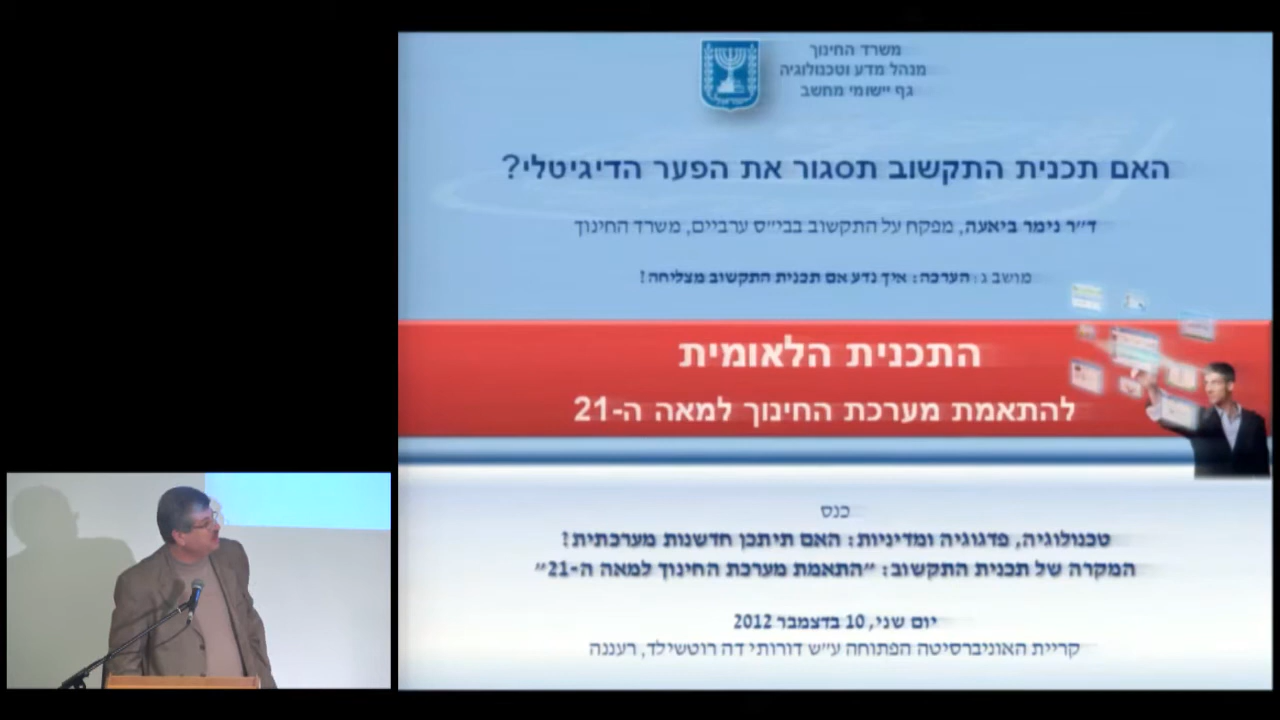 משרד החינוך
מנהל מדע וטכנולוגיה
גף יישומי מחשב
ישראל
האם תכנית התקשוב תסגור את הפער הדיגיטלי?
ד״ר נימר ביאעה, מפקח על התקשוב בבי״ס ערביים, משרד החינוך
מושב ג: הערכה: איך נדע אם תכנית התקשוב מצליחה?
התכנית הלאומית
להתאמת מערכת החינוך למאה ה-21
כנס
טכנולוגיה, פדגוגיה ומדיניות: האם תיתכן חדשנות מערכתית?
המקרה של תכנית התקשוב: ״התאמת מערכת החינוך למאה ה-21״
יום שני, 10 בדצמבר 2012
קריית האוניברסיטה הפתוחה ע״ש דורותי דה רוטשילד, רעננה